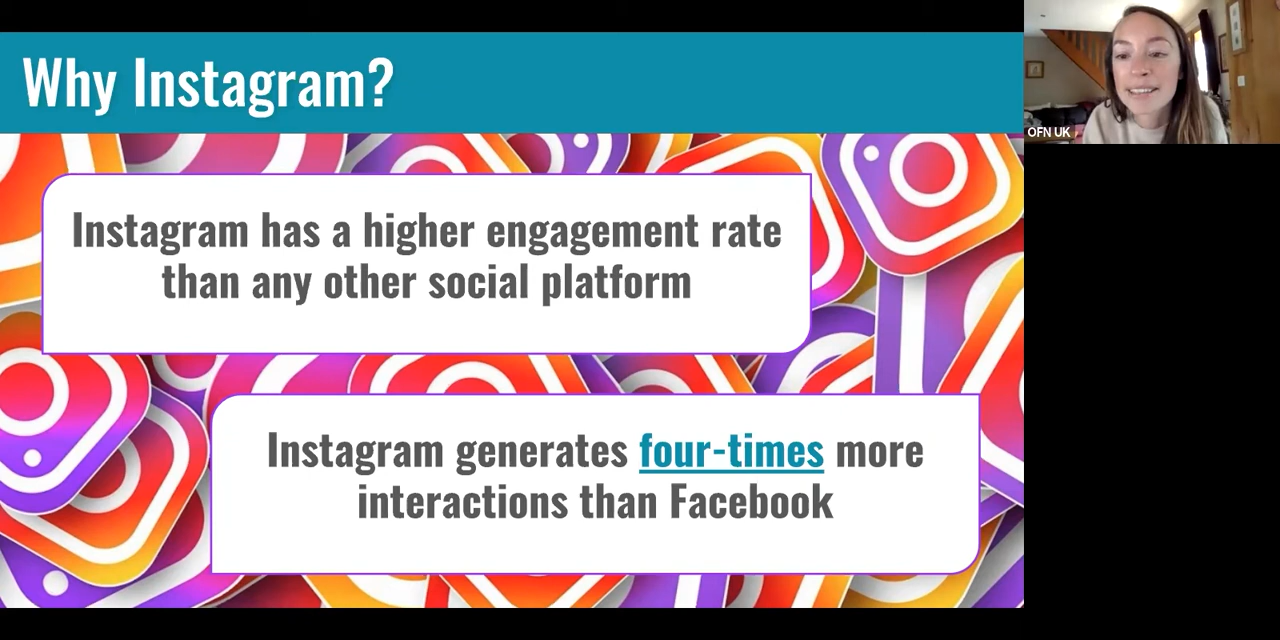 Why Instagram?
OFN UK
Instagram has a higher engagement rate
than any other social platform
Instagram generates four-times more
interactions than Facebook